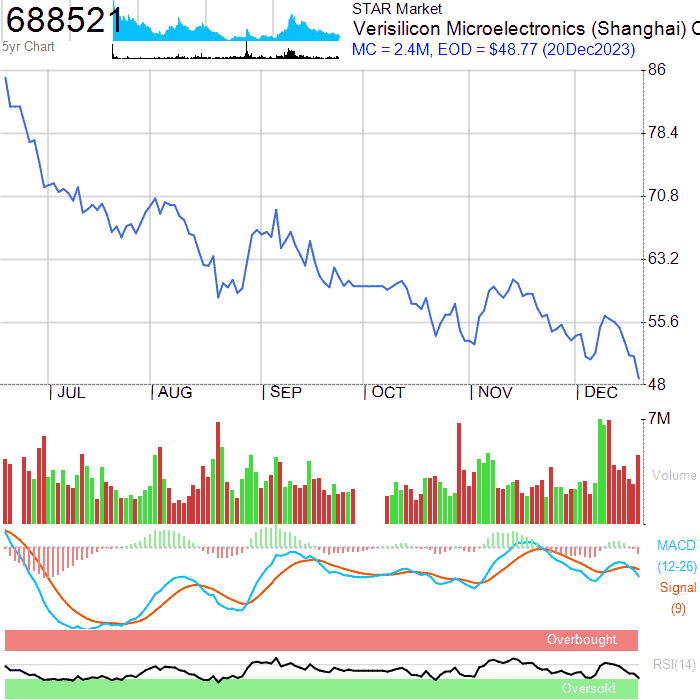 688521
5yr Chart
STAR Market
Verisilicon Microelectronics (Shanghai) C
MC = 2.4M, EOD = $48.77 (20Dec2023)
86
78.4
70.8
63.2
55.6
48
JUL AUG SEP OCT NOV DEC
7M
Volume
MACD
(12-26)
Signal
(9)
Overbought
RSI(14)
Oversold